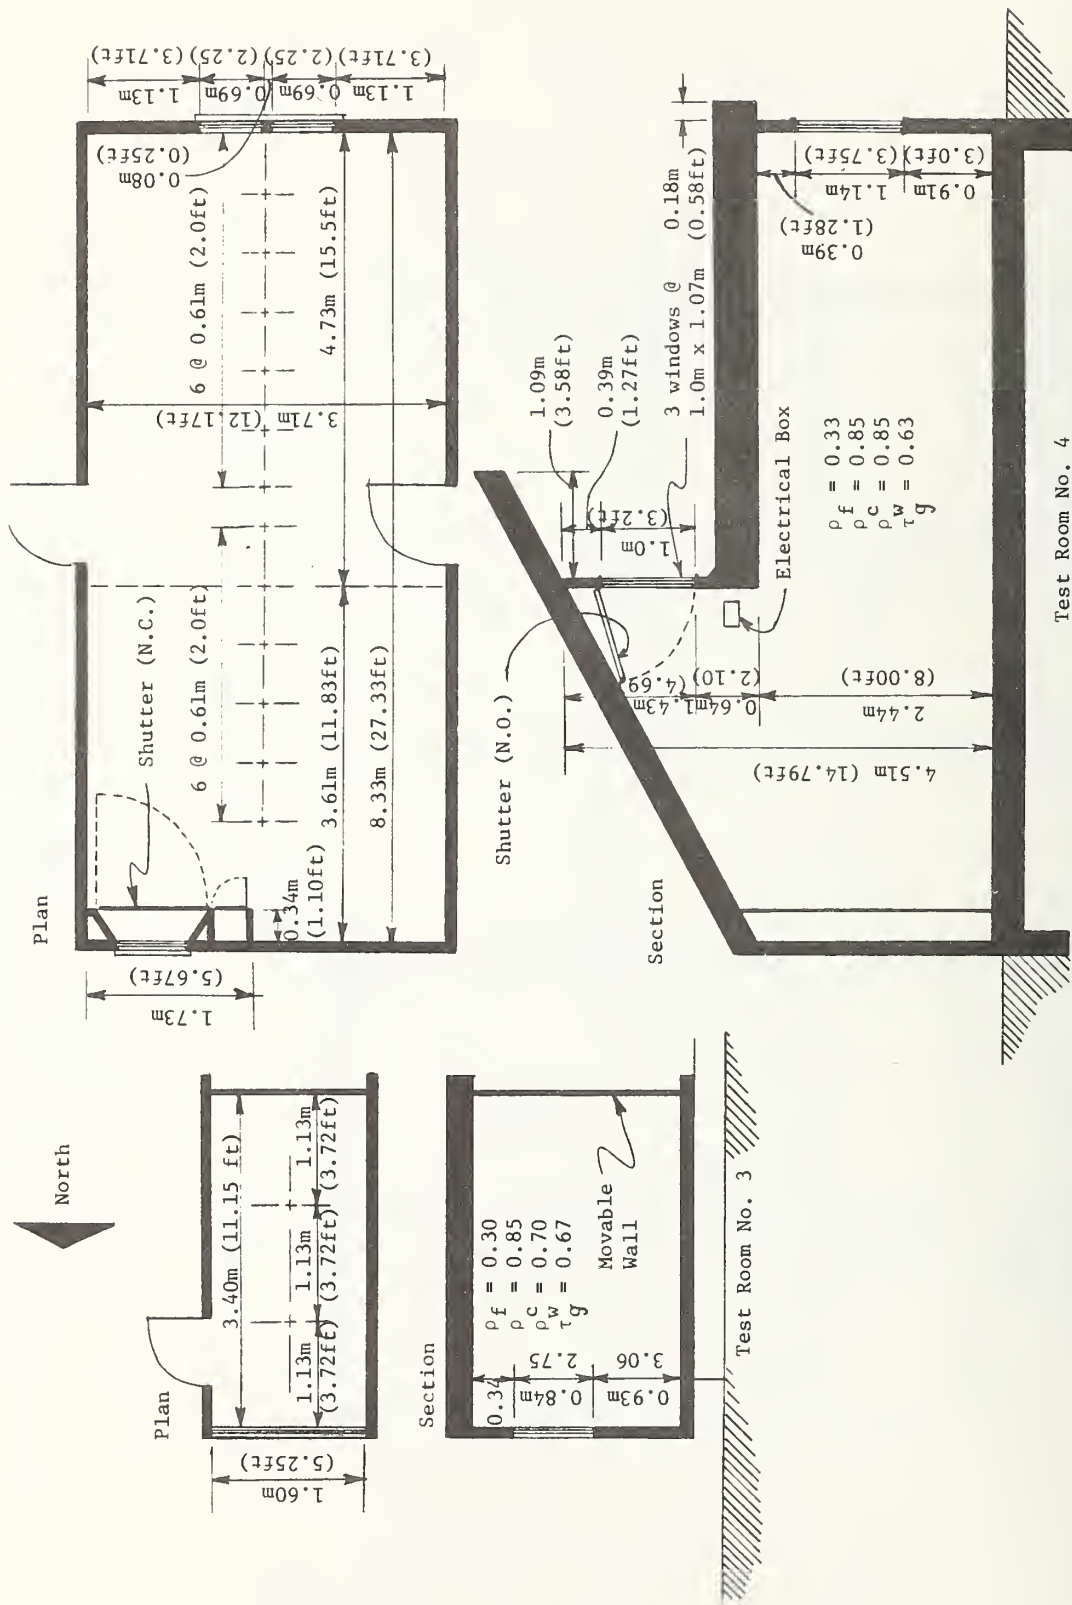 North
Plan
3.40m (11.15 ft)
1.13m
(3.72ft)
1.13m
(3.72ft)
1.13m
(3.72ft)
1.60m
(5.25ft)
Section
ρf = 0.30
ρc = 0.85
ρw = 0.70
τg = 0.67
Movable
Wall
0.34
0.84m
2.75
0.93m
3.06
Test Room No. 3
Plan
Shutter (N.C.)
1.73m
(5.67ft)
0.34m
(1.10ft)
6 @ 0.61m (2.0ft)
6 @ 0.61m (2.0ft)
3.71m (12.17ft)
3.61m (11.83ft)
4.73m (15.5ft)
8.33m (27.33ft)
0.08m
(0.25ft)
1.13m
(3.71ft)
0.69m
(2.25)
0.69m
(2.25)
1.13m
(3.71ft)
Section
Shutter (N.O.)
1.09m
(3.58ft)
0.39m
(1.27ft)
1.0m
(3.2ft)
3 windows @
1.0m x 1.07m
0.18m
(0.58ft)
1.43m
(4.69
0.64m
(2.10)
4.51m (14.79ft)
2.44m
(8.00ft)
Electrical Box
ρf = 0.33
ρc = 0.85
ρw = 0.85
τg = 0.63
0.39m
(1.28ft)
1.14m
(3.75ft)
0.91m
(3.0ft)
Test Room No. 4